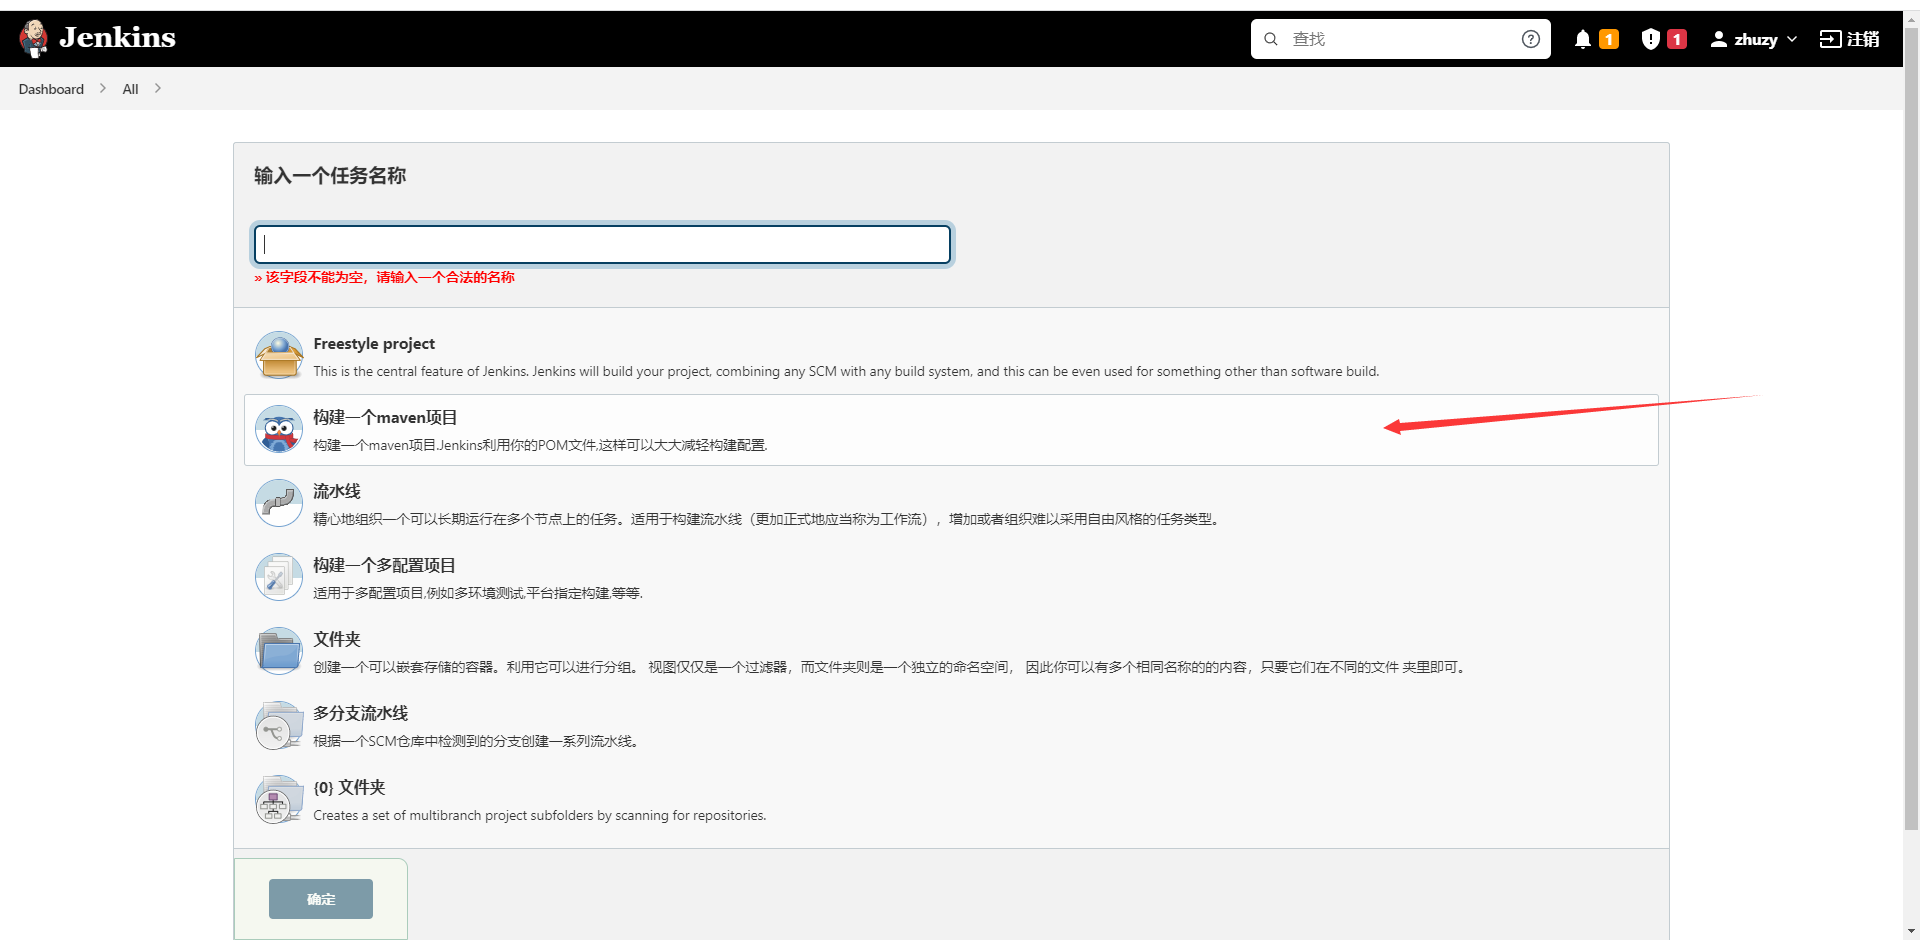 Jenkins
查找
1
1
zhuzy
注销
Dashboard
All
输入一个任务名称
» 该字段不能为空，请输入一个合法的名称
Freestyle project
This is the central feature of Jenkins. Jenkins will build your project, combining any SCM with any build system, and this can be even used for something other than software build.
构建一个maven项目
构建一个maven项目.Jenkins利用你的POM文件,这样可以大大减轻构建配置.
流水线
精心地组织一个可以长期运行在多个节点上的任务。适用于构建流水线（更加正式地应当称为工作流），增加或者组织难以采用自由风格的任务类型。
构建一个多配置项目
适用于多配置项目,例如多环境测试,平台指定构建,等等.
文件夹
创建一个可以嵌套存储的容器。利用它可以进行分组。 视图仅仅是一个过滤器，而文件夹则是一个独立的命名空间， 因此你可以有多个相同名称的的内容，只要它们在不同的文件 夹里即可。
多分支流水线
根据一个SCM仓库中检测到的分支创建一系列流水线。
{0} 文件夹
Creates a set of multibranch project subfolders by scanning for repositories.
确定